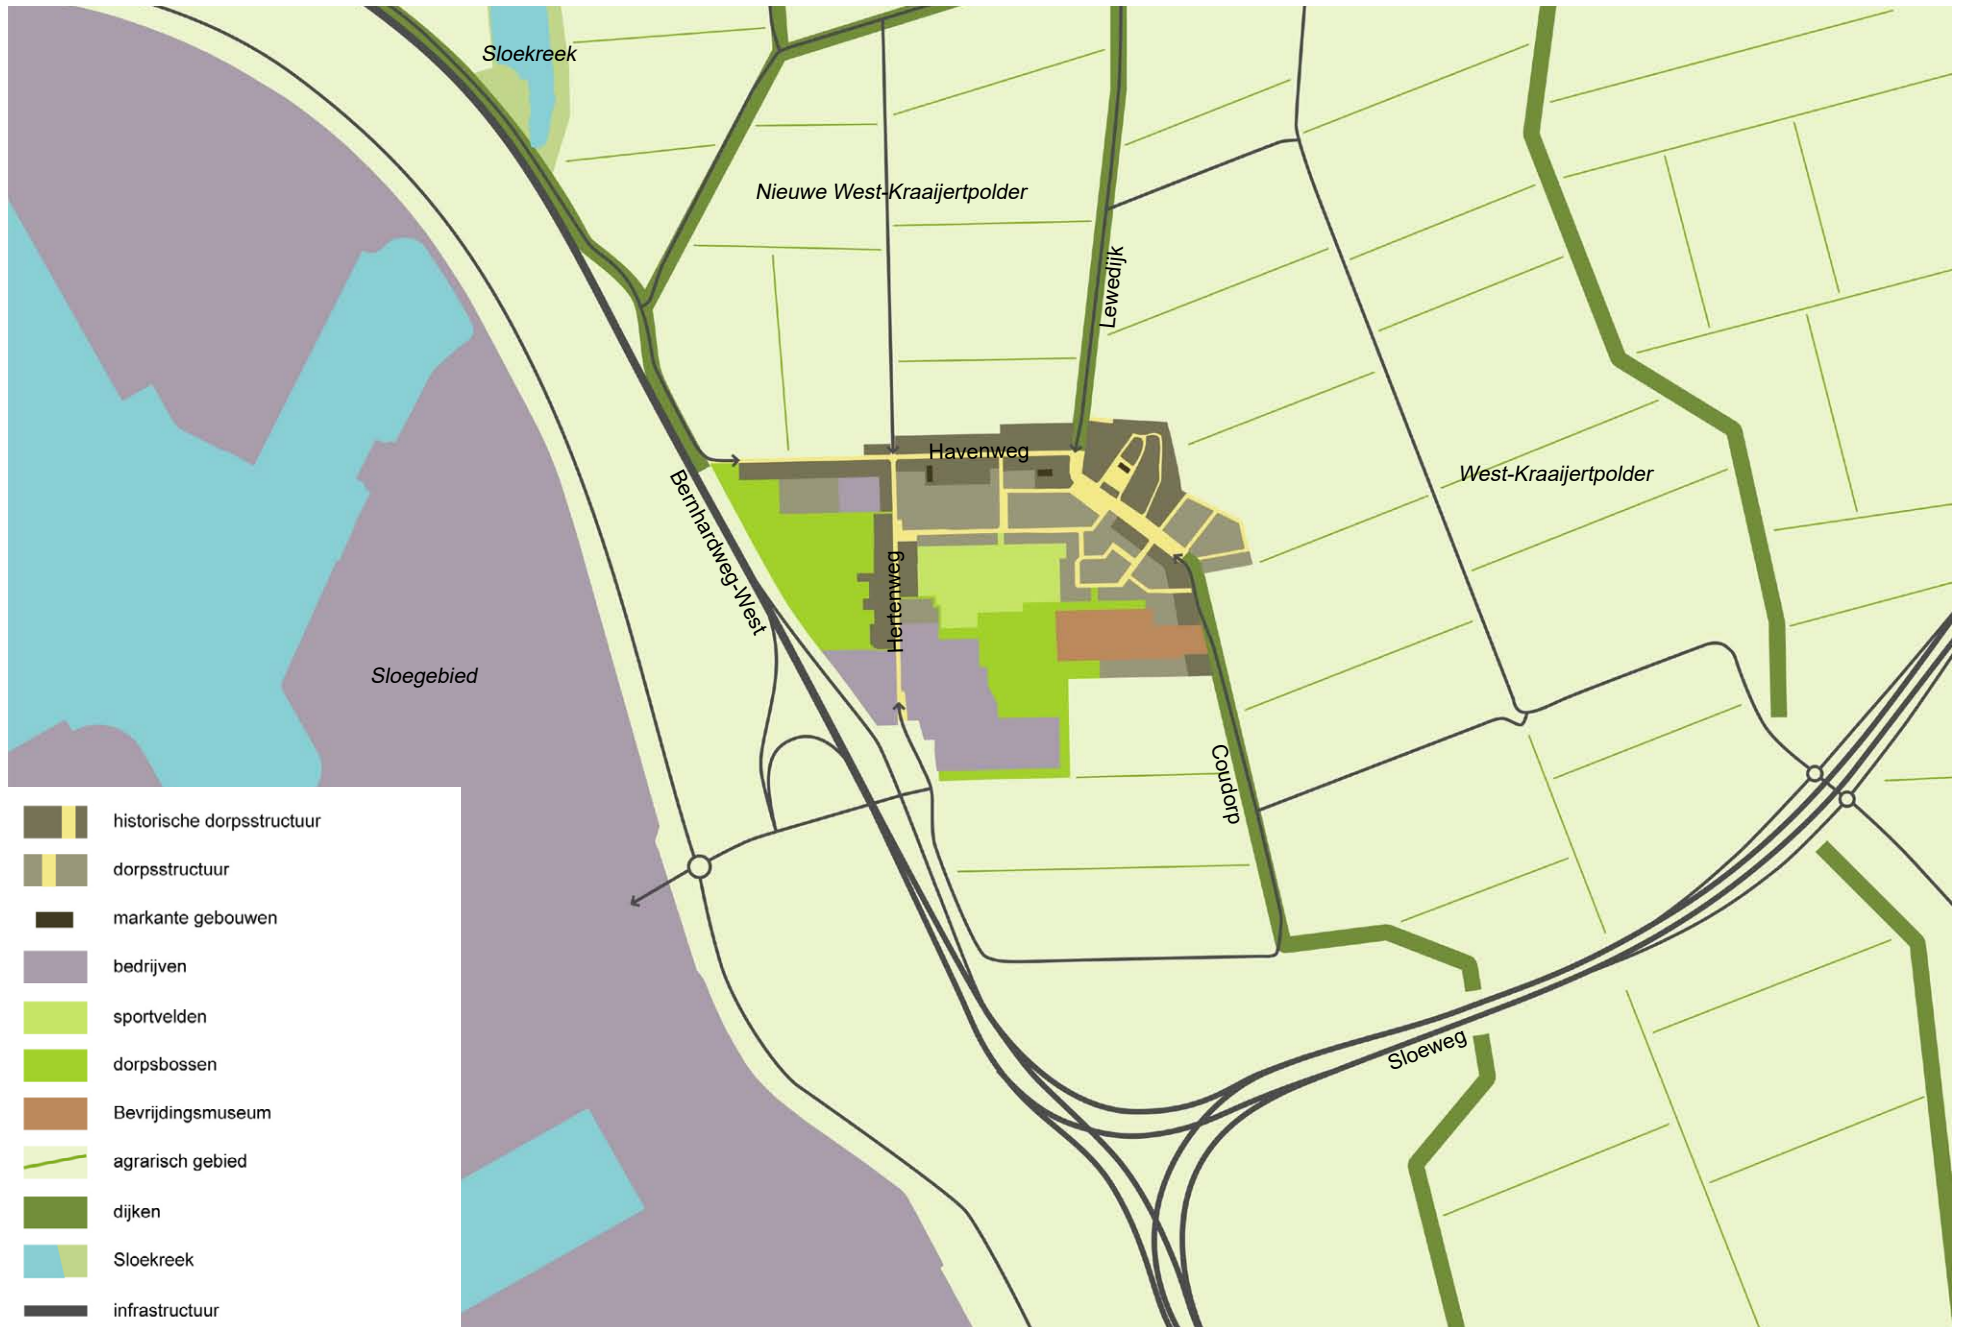 Sloekreek
Nieuwe West-Kraaijertpolder
Lewedijk
Havenweg
West-Kraaijertpolder
Bernhardweg-West
Hertenweg
Sloegebied
Coudorp
Sloeweg
historische dorpsstructuur
dorpsstructuur
markante gebouwen
bedrijven
sportvelden
dorpsbossen
Bevrijdingsmuseum
agrarisch gebied
dijken
Sloekreek
infrastructuur